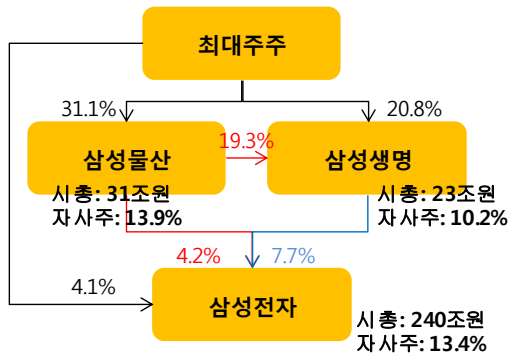 최대주주
31.1%
20.8%
19.3%
삼성물산
삼성생명
시총: 31조원
자사주: 13.9%
시총: 23조원
자사주: 10.2%
4.2%
7.7%
4.1%
삼성전자
시총: 240조원
자사주: 13.4%